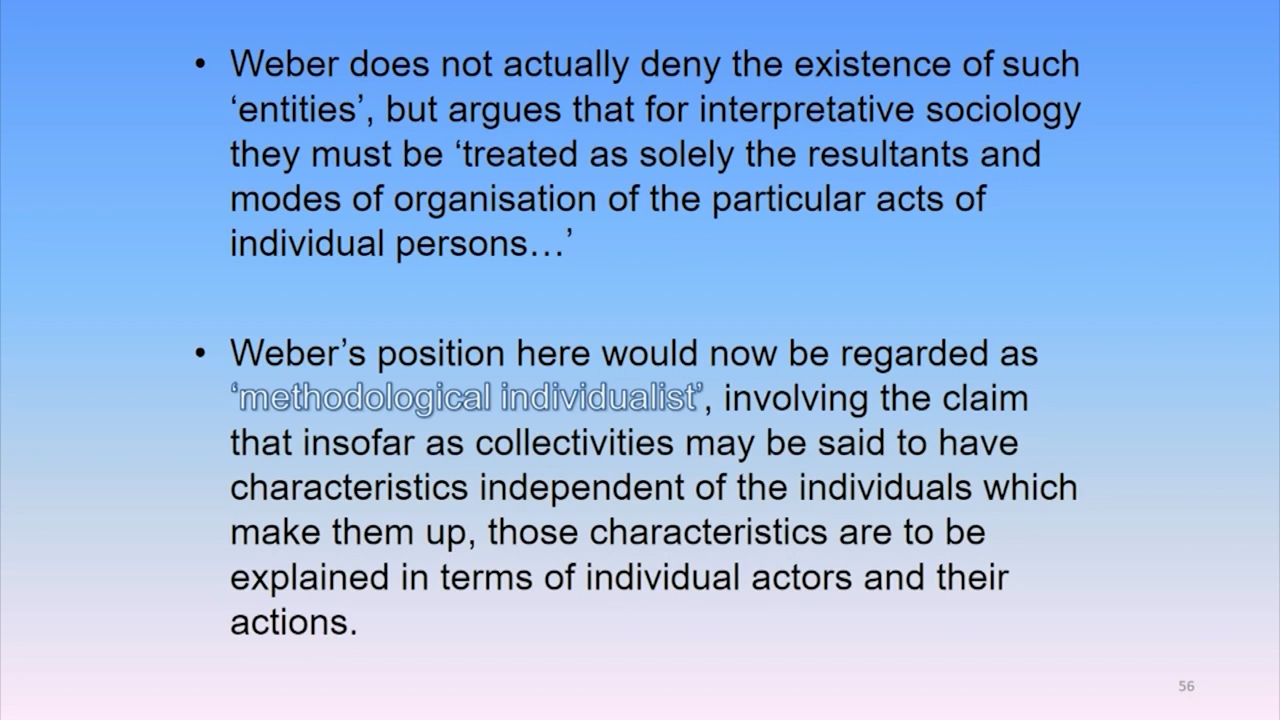 • Weber does not actually deny the existence of such
‘entities’, but argues that for interpretative sociology
they must be ‘treated as solely the resultants and
modes of organisation of the particular acts of
individual persons…’
• Weber’s position here would now be regarded as
‘methodological individualist’, involving the claim
that insofar as collectivities may be said to have
characteristics independent of the individuals which
make them up, those characteristics are to be
explained in terms of individual actors and their
actions.
56